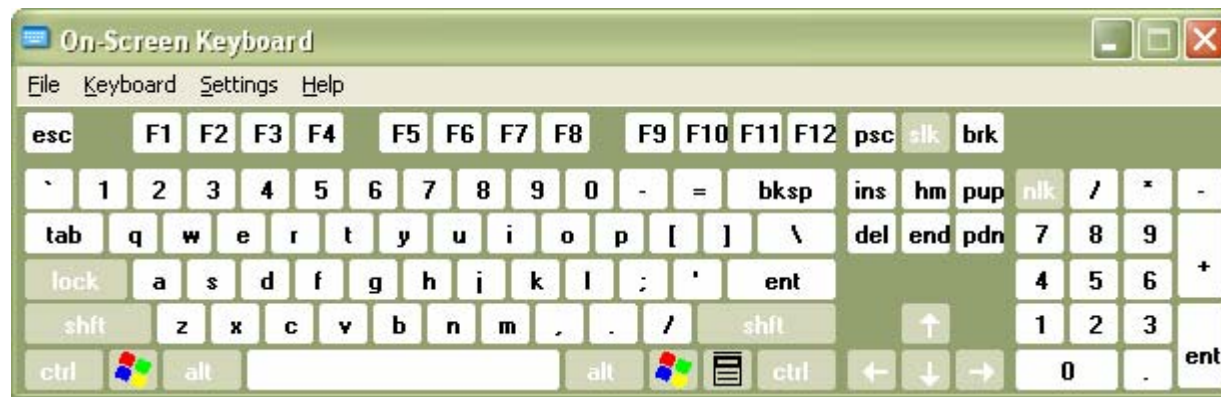 On-Screen Keyboard
File Keyboard Settings Help
esc F1 F2 F3 F4 F5 F6 F7 F8 F9 F10 F11 F12 psc slk brk
` 1 2 3 4 5 6 7 8 9 0 - = bksp ins hm pup nlk / * -
tab q w e r t y u i o p [ ] \ del end pdn 7 8 9
lock a s d f g h j k l ; ' ent 4 5 6 +
shft z x c v b n m , . / shft ↑ 1 2 3
ctrl alt alt ctrl ← ↓ → 0 . ent